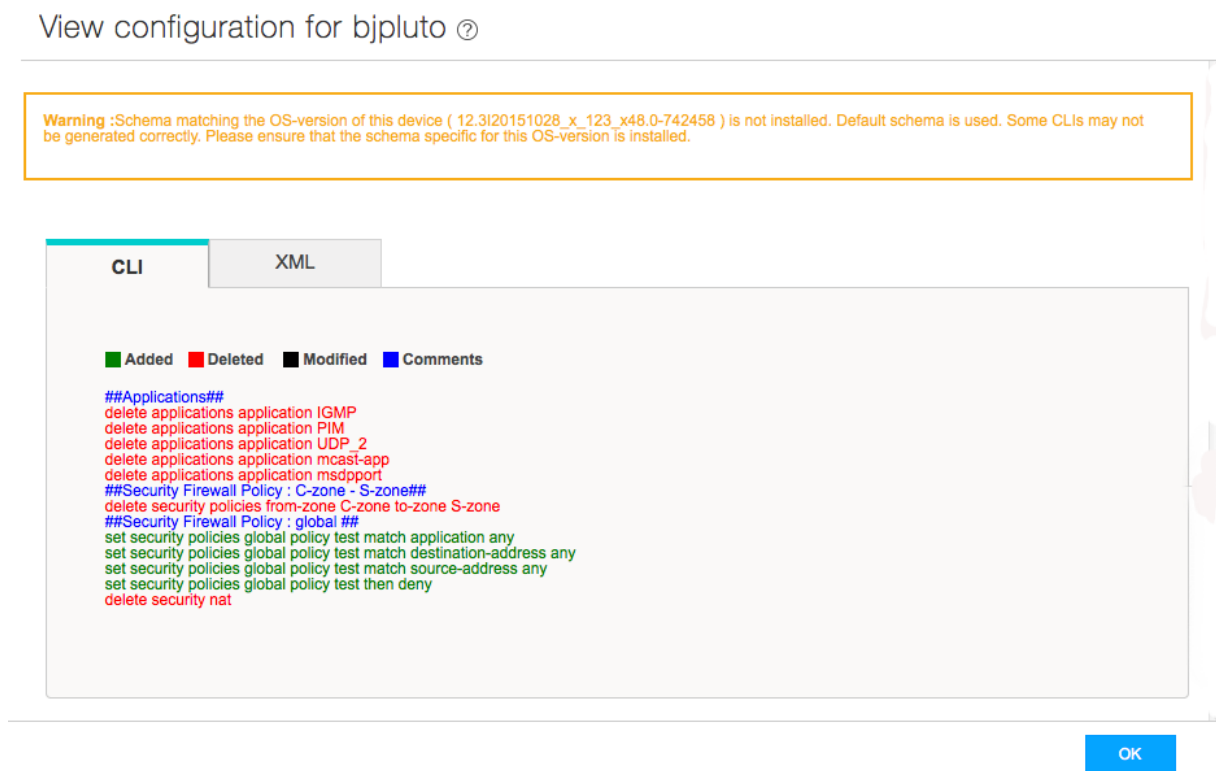 View configuration for bjpluto ?
Warning :Schema matching the OS-version of this device ( 12.3I20151028_x_123_x48.0-742458 ) is not installed. Default schema is used. Some CLIs may not
be generated correctly. Please ensure that the schema specific for this OS-version is installed.
CLI XML
Added Deleted Modified Comments
##Applications##
delete applications application IGMP
delete applications application PIM
delete applications application UDP_2
delete applications application mcast-app
delete applications application msdpport
##Security Firewall Policy : C-zone - S-zone##
delete security policies from-zone C-zone to-zone S-zone
##Security Firewall Policy : global ##
set security policies global policy test match application any
set security policies global policy test match destination-address any
set security policies global policy test match source-address any
set security policies global policy test then deny
delete security nat
OK